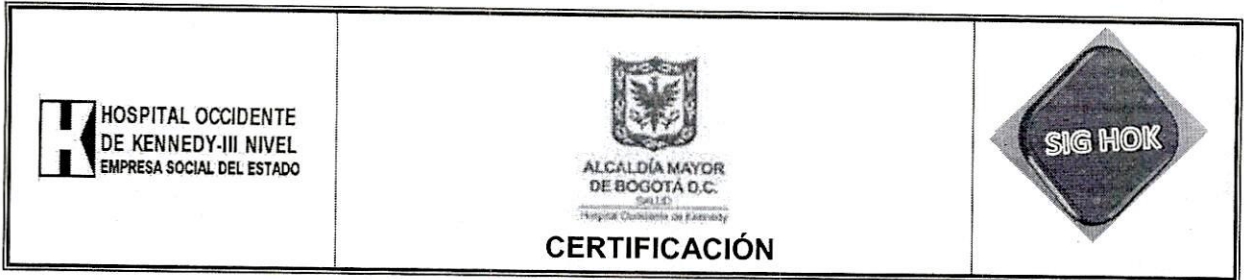 HOSPITAL OCCIDENTE
DE KENNEDY-III NIVEL
EMPRESA SOCIAL DEL ESTADO
ALCALDÍA MAYOR
DE BOGOTÁ D.C.
SALUD
Hospital Occidente de Kennedy
CERTIFICACIÓN
SIG HOK